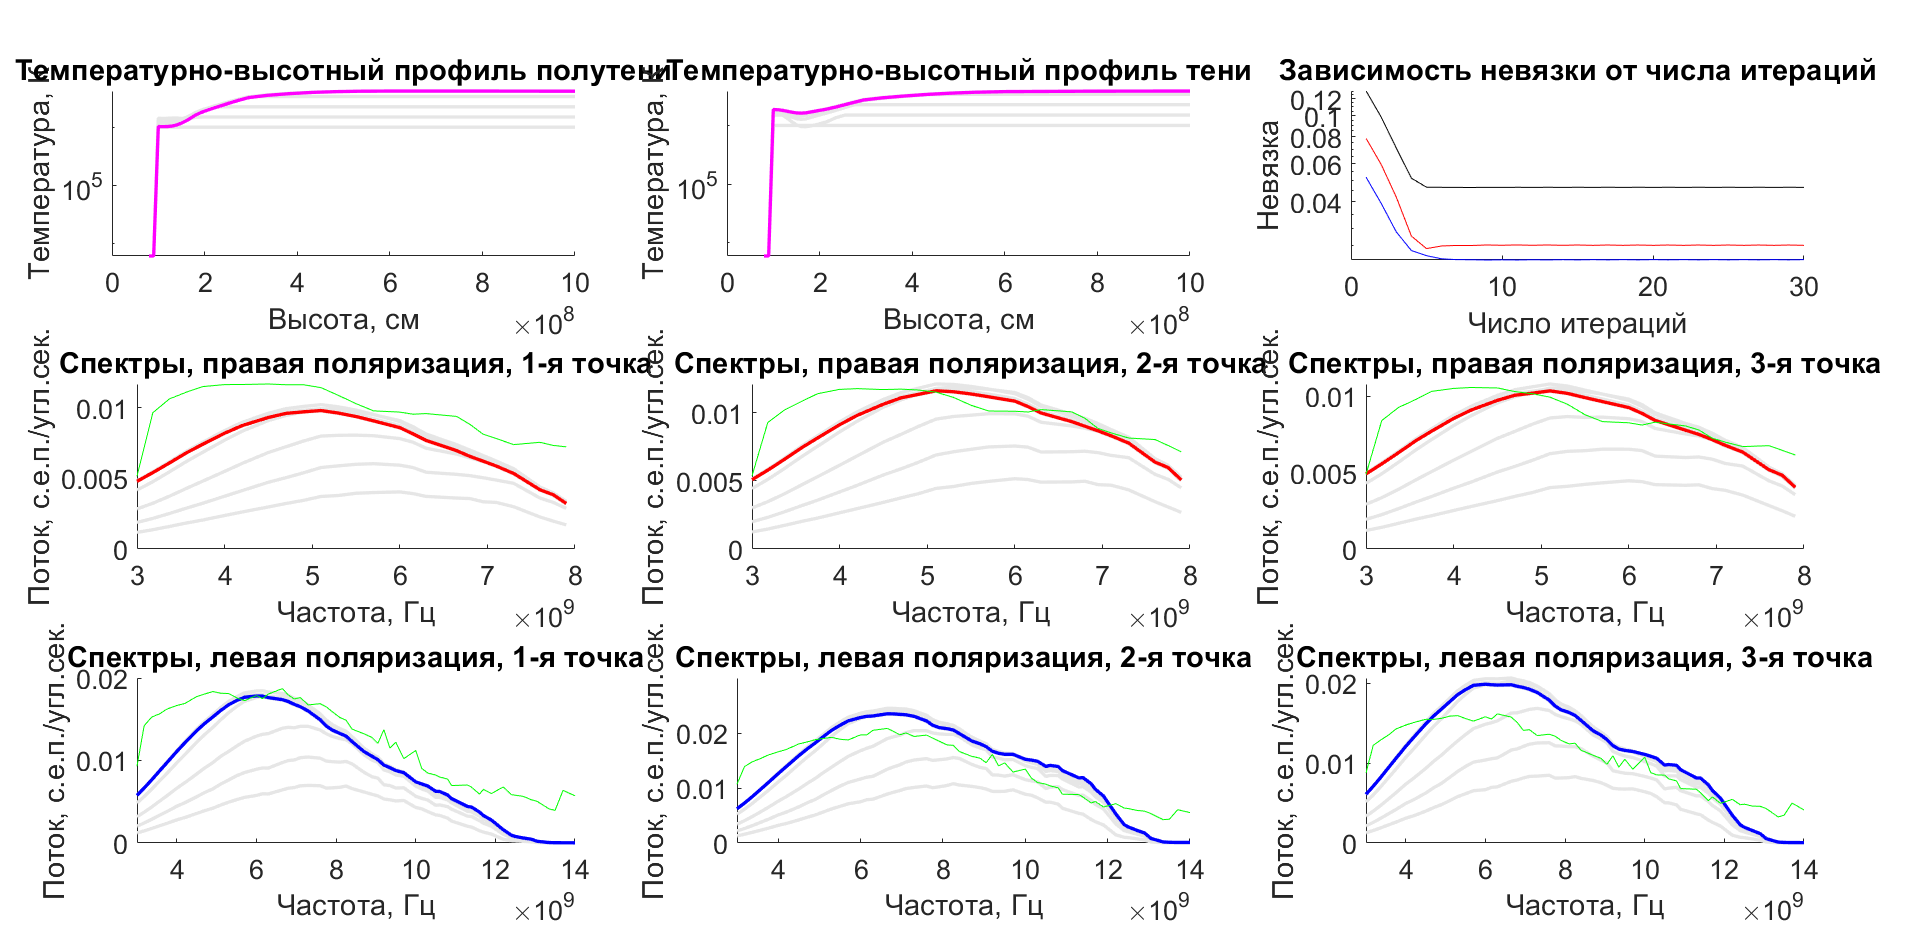 Температурно-высотный профиль полутени
Температура, К
10^5
0 2 4 6 8 10
×10^8
Высота, см
Температурно-высотный профиль тени
Температура, К
10^5
0 2 4 6 8 10
×10^8
Высота, см
Зависимость невязки от числа итераций
Невязка
0.12
0.1
0.08
0.06
0.04
0 10 20 30
Число итераций
Спектры, правая поляризация, 1-я точка
Поток, с.е.п./угл.сек.
0.01
0.005
0
3 4 5 6 7 8
×10^9
Частота, Гц
Спектры, правая поляризация, 2-я точка
Поток, с.е.п./угл.сек.
0.01
0.005
0
3 4 5 6 7 8
×10^9
Частота, Гц
Спектры, правая поляризация, 3-я точка
Поток, с.е.п./угл.сек.
0.01
0.005
0
3 4 5 6 7 8
×10^9
Частота, Гц
Спектры, левая поляризация, 1-я точка
Поток, с.е.п./угл.сек.
0.02
0.01
0
4 6 8 10 12 14
×10^9
Частота, Гц
Спектры, левая поляризация, 2-я точка
Поток, с.е.п./угл.сек.
0.02
0.01
0
4 6 8 10 12 14
×10^9
Частота, Гц
Спектры, левая поляризация, 3-я точка
Поток, с.е.п./угл.сек.
0.02
0.01
0
4 6 8 10 12 14
×10^9
Частота, Гц